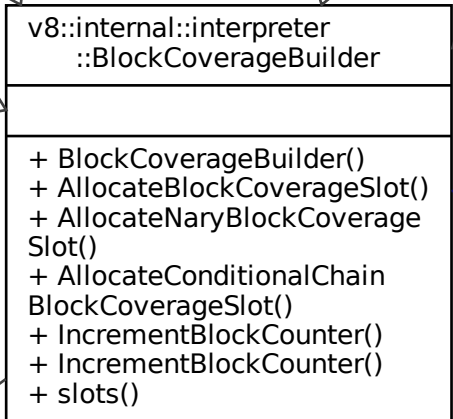 v8::internal::interpreter
::BlockCoverageBuilder
+ BlockCoverageBuilder()
+ AllocateBlockCoverageSlot()
+ AllocateNaryBlockCoverage
Slot()
+ AllocateConditionalChain
BlockCoverageSlot()
+ IncrementBlockCounter()
+ IncrementBlockCounter()
+ slots()